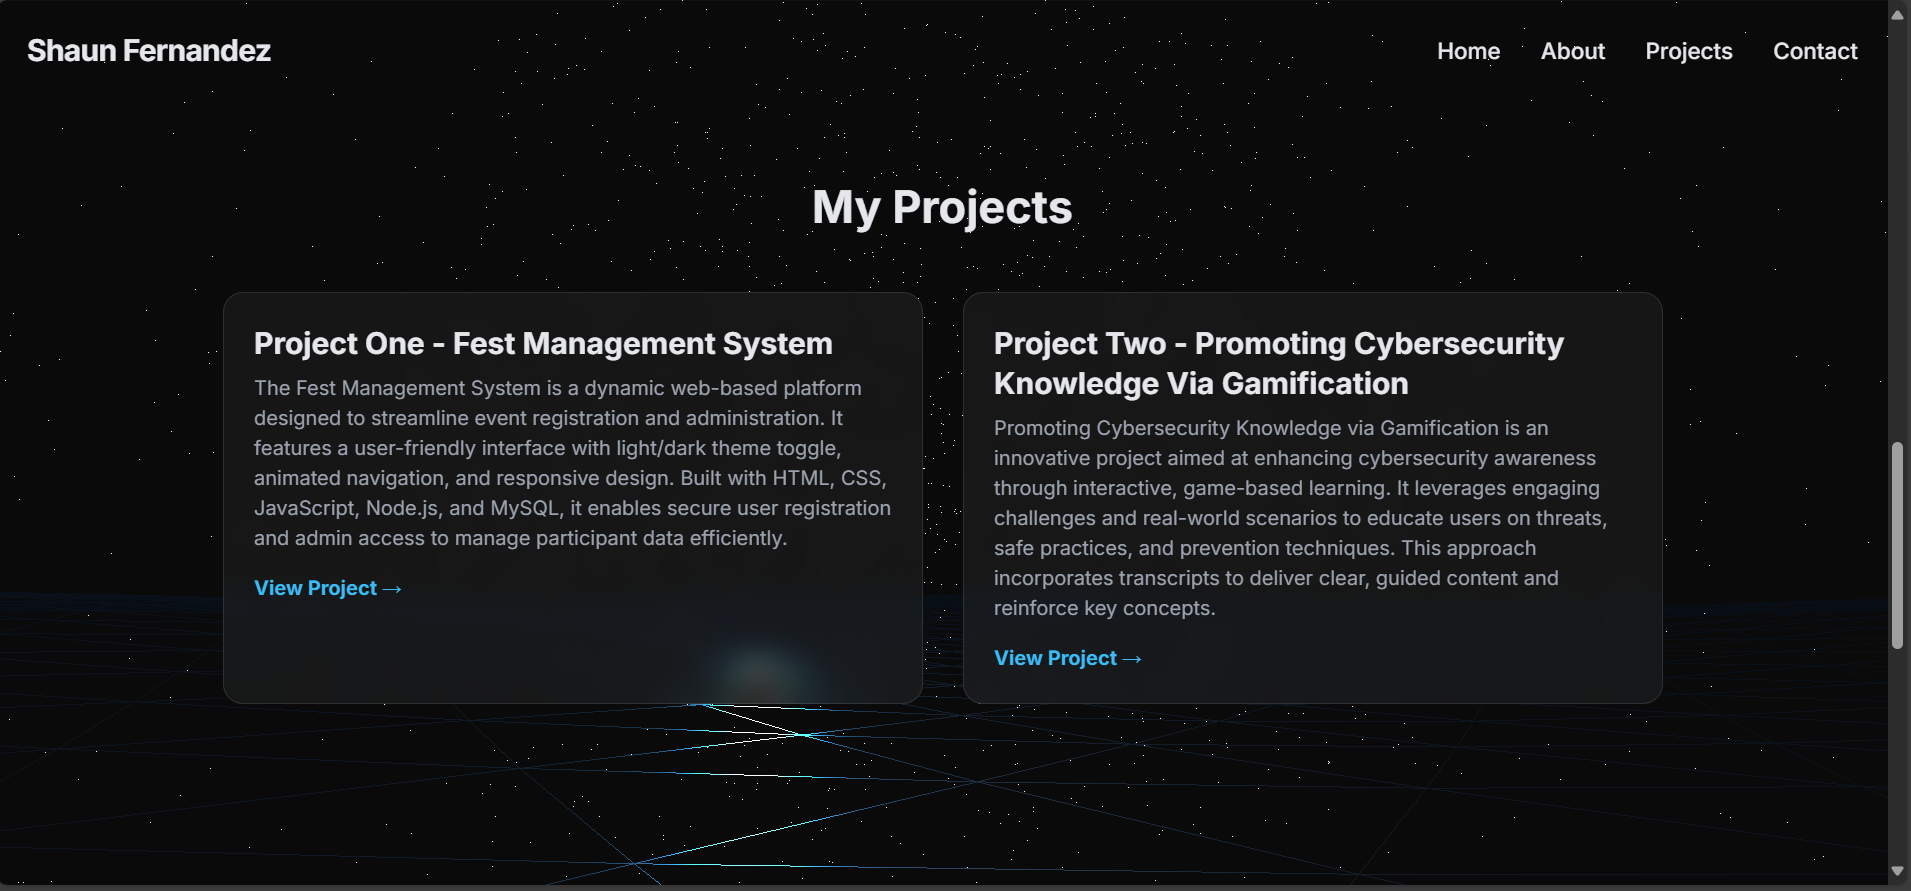 Shaun Fernandez
Home About Projects Contact
My Projects
Project One - Fest Management System
The Fest Management System is a dynamic web-based platform
designed to streamline event registration and administration. It
features a user-friendly interface with light/dark theme toggle,
animated navigation, and responsive design. Built with HTML, CSS,
JavaScript, Node.js, and MySQL, it enables secure user registration
and admin access to manage participant data efficiently.
View Project →
Project Two - Promoting Cybersecurity
Knowledge Via Gamification
Promoting Cybersecurity Knowledge via Gamification is an
innovative project aimed at enhancing cybersecurity awareness
through interactive, game-based learning. It leverages engaging
challenges and real-world scenarios to educate users on threats,
safe practices, and prevention techniques. This approach
incorporates transcripts to deliver clear, guided content and
reinforce key concepts.
View Project →